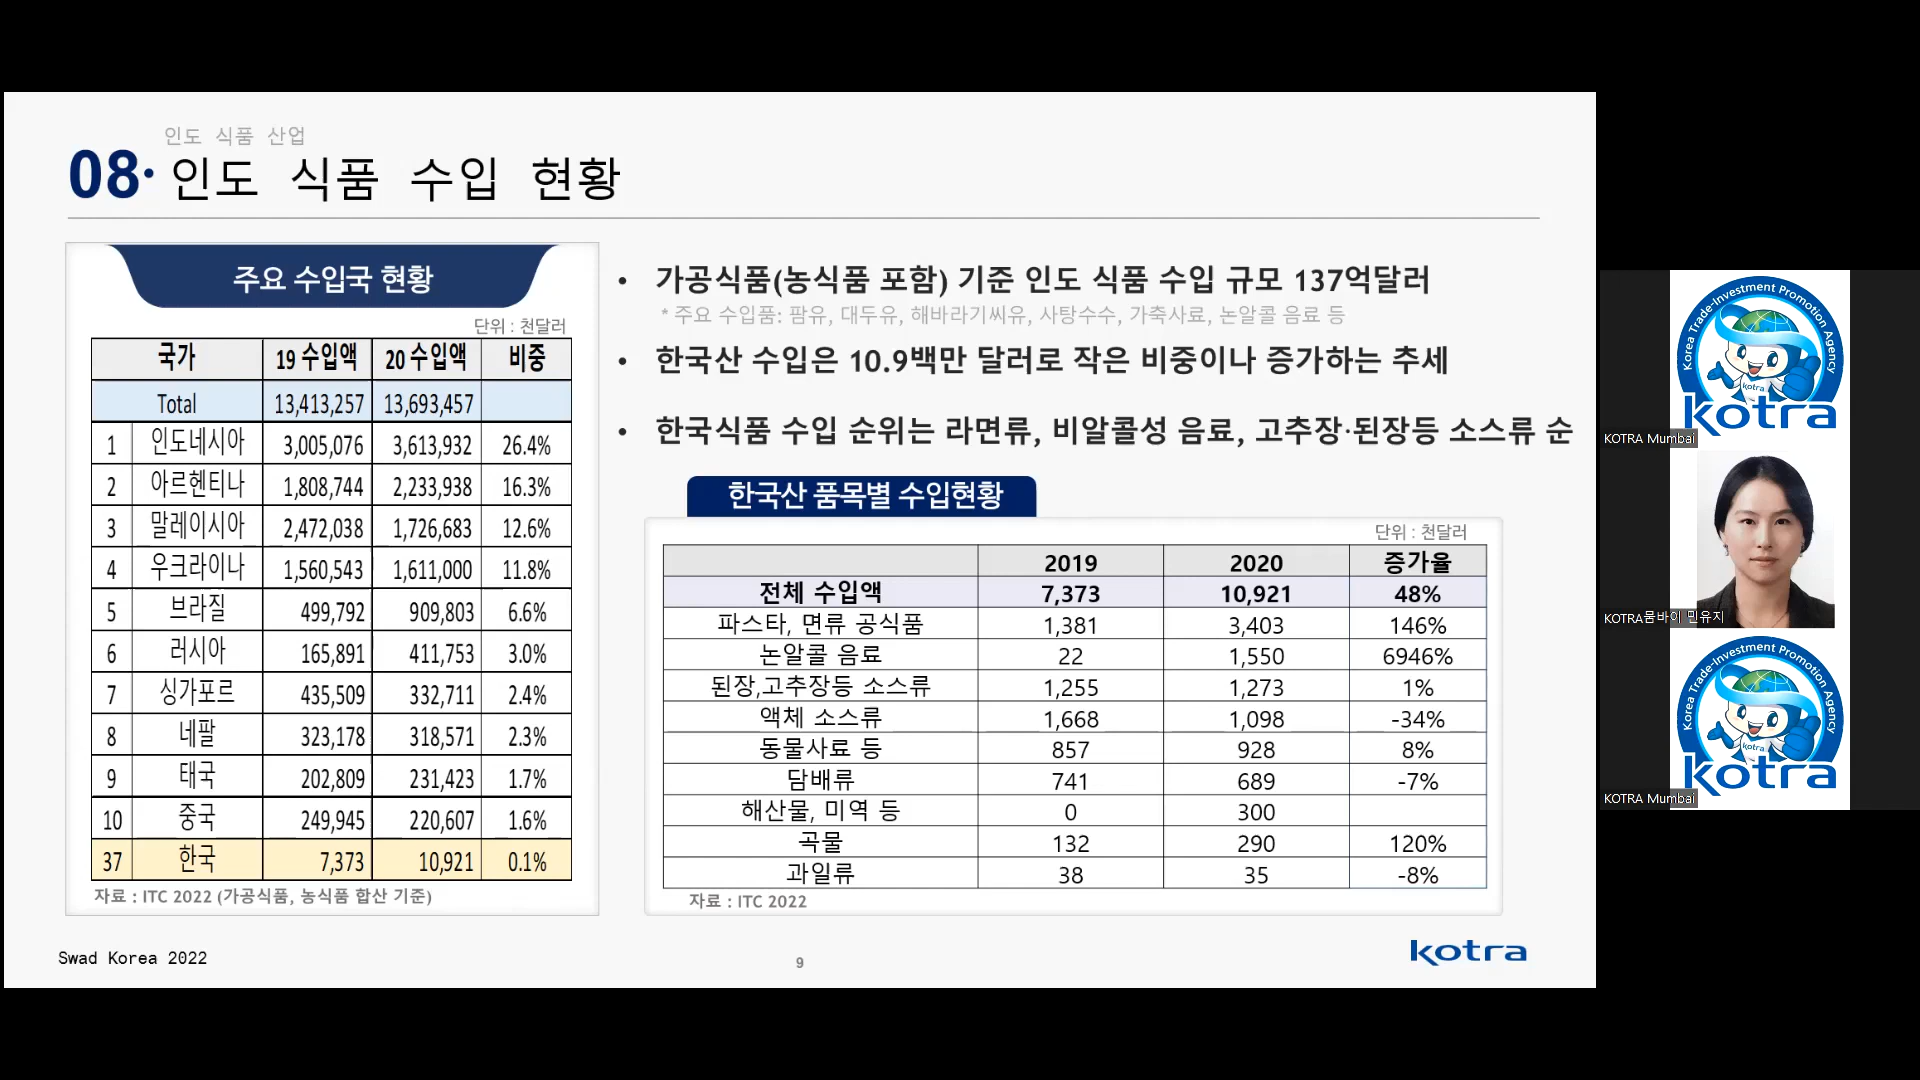 인도 식품 산업
08· 인도 식품 수입 현황
주요 수입국 현황
단위 : 천달러
국가 19 수입액 20 수입액 비중
Total 13,413,257 13,693,457
1 인도네시아 3,005,076 3,613,932 26.4%
2 아르헨티나 1,808,744 2,233,938 16.3%
3 말레이시아 2,472,038 1,726,683 12.6%
4 우크라이나 1,560,543 1,611,000 11.8%
5 브라질 499,792 909,803 6.6%
6 러시아 165,891 411,753 3.0%
7 싱가포르 435,509 332,711 2.4%
8 네팔 323,178 318,571 2.3%
9 태국 202,809 231,423 1.7%
10 중국 249,945 220,607 1.6%
37 한국 7,373 10,921 0.1%
자료 : ITC 2022 (가공식품, 농식품 합산 기준)
• 가공식품(농식품 포함) 기준 인도 식품 수입 규모 137억달러
* 주요 수입품: 팜유, 대두유, 해바라기씨유, 사탕수수, 가축사료, 논알콜 음료 등
• 한국산 수입은 10.9백만 달러로 작은 비중이나 증가하는 추세
• 한국식품 수입 순위는 라면류, 비알콜성 음료, 고추장·된장등 소스류 순
한국산 품목별 수입현황
단위 : 천달러
2019 2020 증가율
전체 수입액 7,373 10,921 48%
파스타, 면류 공식품 1,381 3,403 146%
논알콜 음료 22 1,550 6946%
된장,고추장등 소스류 1,255 1,273 1%
액체 소스류 1,668 1,098 -34%
동물사료 등 857 928 8%
담배류 741 689 -7%
해산물, 미역 등 0 300
곡물 132 290 120%
과일류 38 35 -8%
자료 : ITC 2022
Swad Korea 2022
9
kotra
Korea Trade-Investment Promotion Agency
kotra
kotra
KOTRA Mumbai
KOTRA뭄바이 민유지
Korea Trade-Investment Promotion Agency
kotra
kotra
KOTRA Mumbai